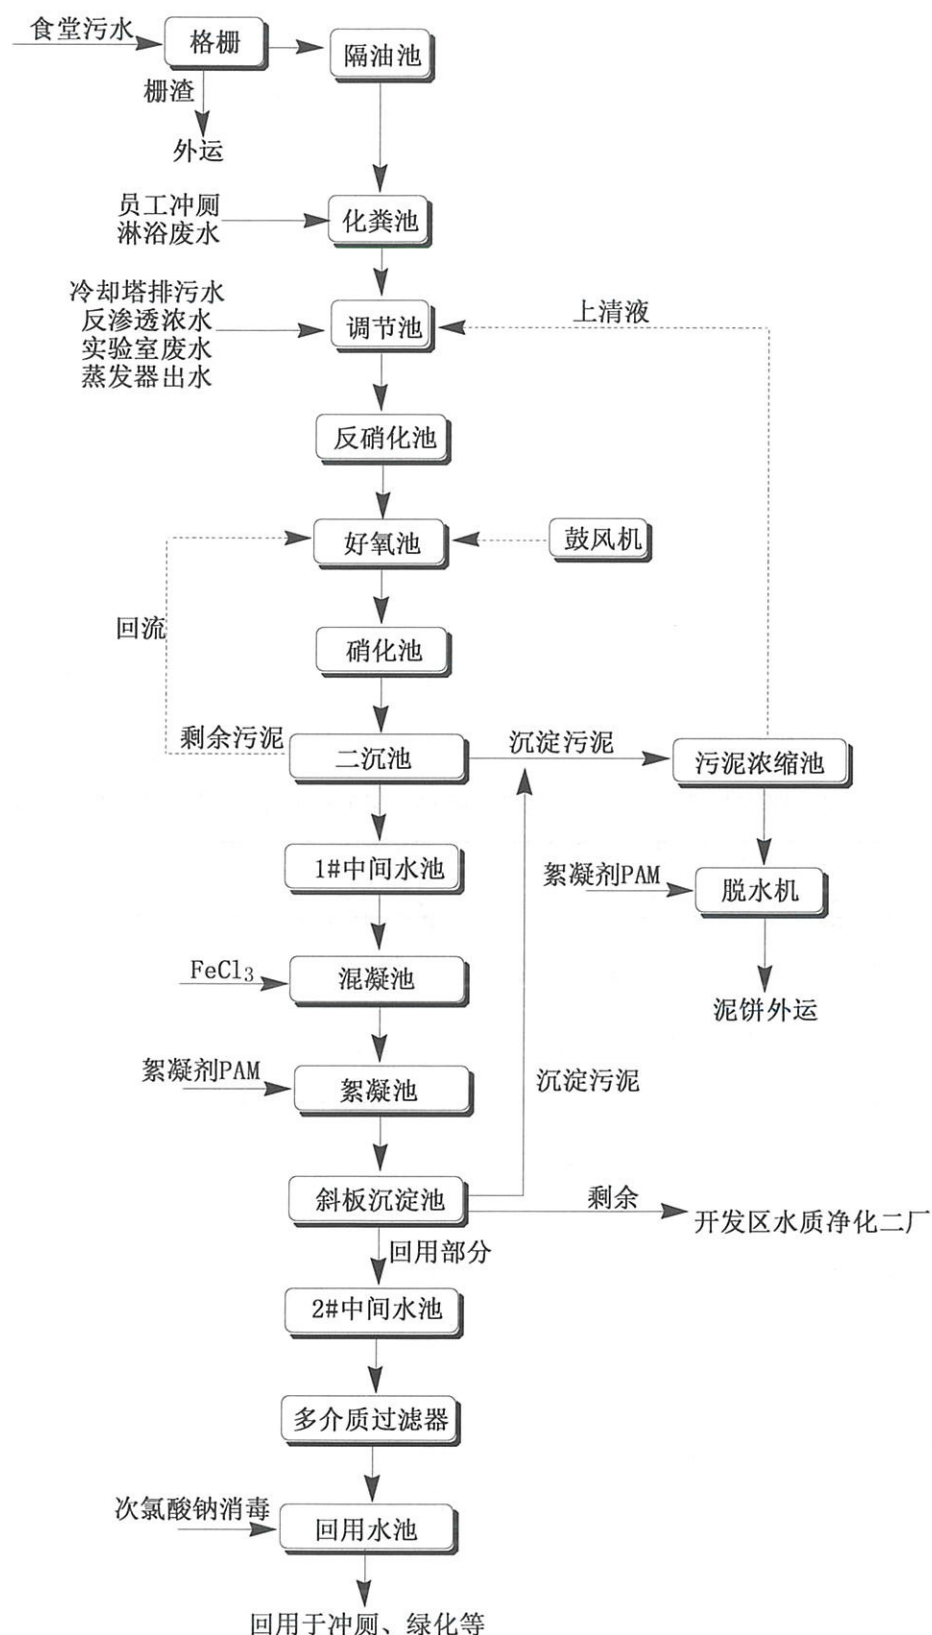 食堂污水
格栅
隔油池
栅渣
外运
员工冲厕
淋浴废水
化粪池
冷却塔排污水
反渗透浓水
实验室废水
蒸发器出水
调节池
上清液
反硝化池
好氧池
鼓风机
回流
硝化池
剩余污泥
二沉池
沉淀污泥
污泥浓缩池
1#中间水池
絮凝剂PAM
脱水机
FeCl3
混凝池
泥饼外运
絮凝剂PAM
絮凝池
沉淀污泥
斜板沉淀池
剩余
开发区水质净化二厂
回用部分
2#中间水池
多介质过滤器
次氯酸钠消毒
回用水池
回用于冲厕、绿化等